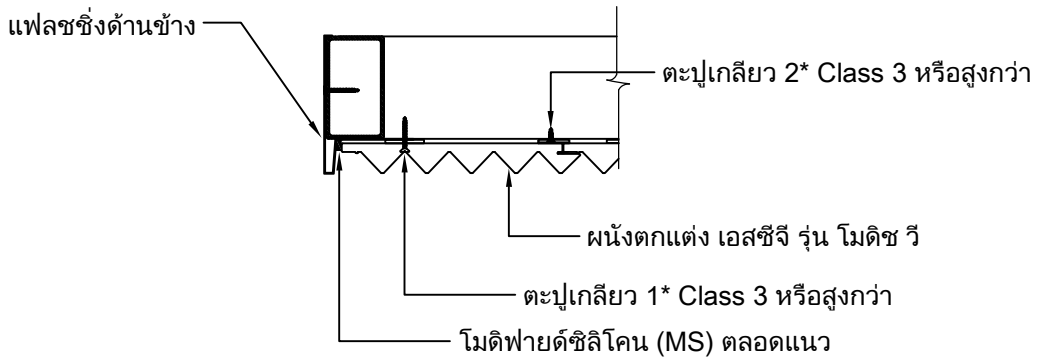 แฟลชชิ่งด้านข้าง
ตะปูเกลียว 2* Class 3 หรือสูงกว่า
ผนังตกแต่ง เอสซีจี รุ่น โมดิช วี
ตะปูเกลียว 1* Class 3 หรือสูงกว่า
โมดิฟายด์ซิลิโคน (MS) ตลอดแนว